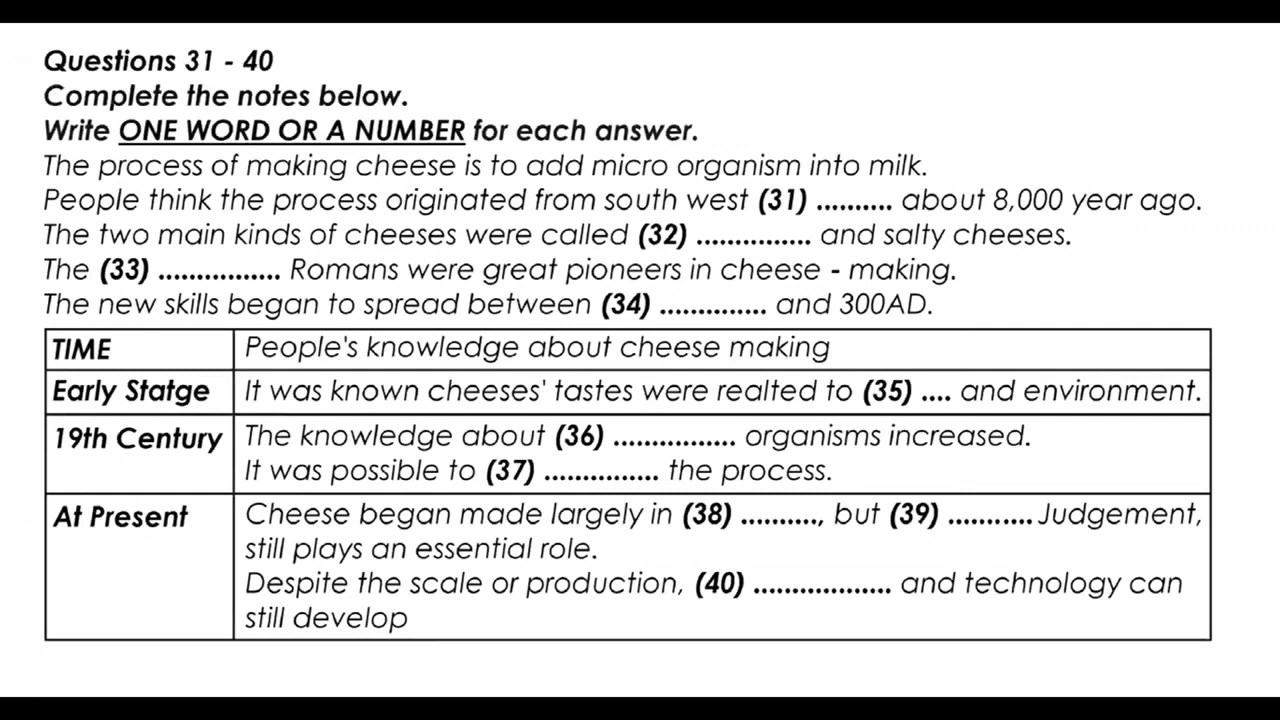 Questions 31 - 40
Complete the notes below.
Write ONE WORD OR A NUMBER for each answer.
The process of making cheese is to add micro organism into milk.
People think the process originated from south west (31) .......... about 8,000 year ago.
The two main kinds of cheeses were called (32) ............... and salty cheeses.
The (33) ................ Romans were great pioneers in cheese - making.
The new skills began to spread between (34) .............. and 300AD.
TIME People's knowledge about cheese making
Early Statge It was known cheeses' tastes were realted to (35) .... and environment.
19th Century The knowledge about (36) ................ organisms increased.
It was possible to (37) ............... the process.
At Present Cheese began made largely in (38) .........., but (39) ........... Judgement,
still plays an essential role.
Despite the scale or production, (40) .................. and technology can
still develop